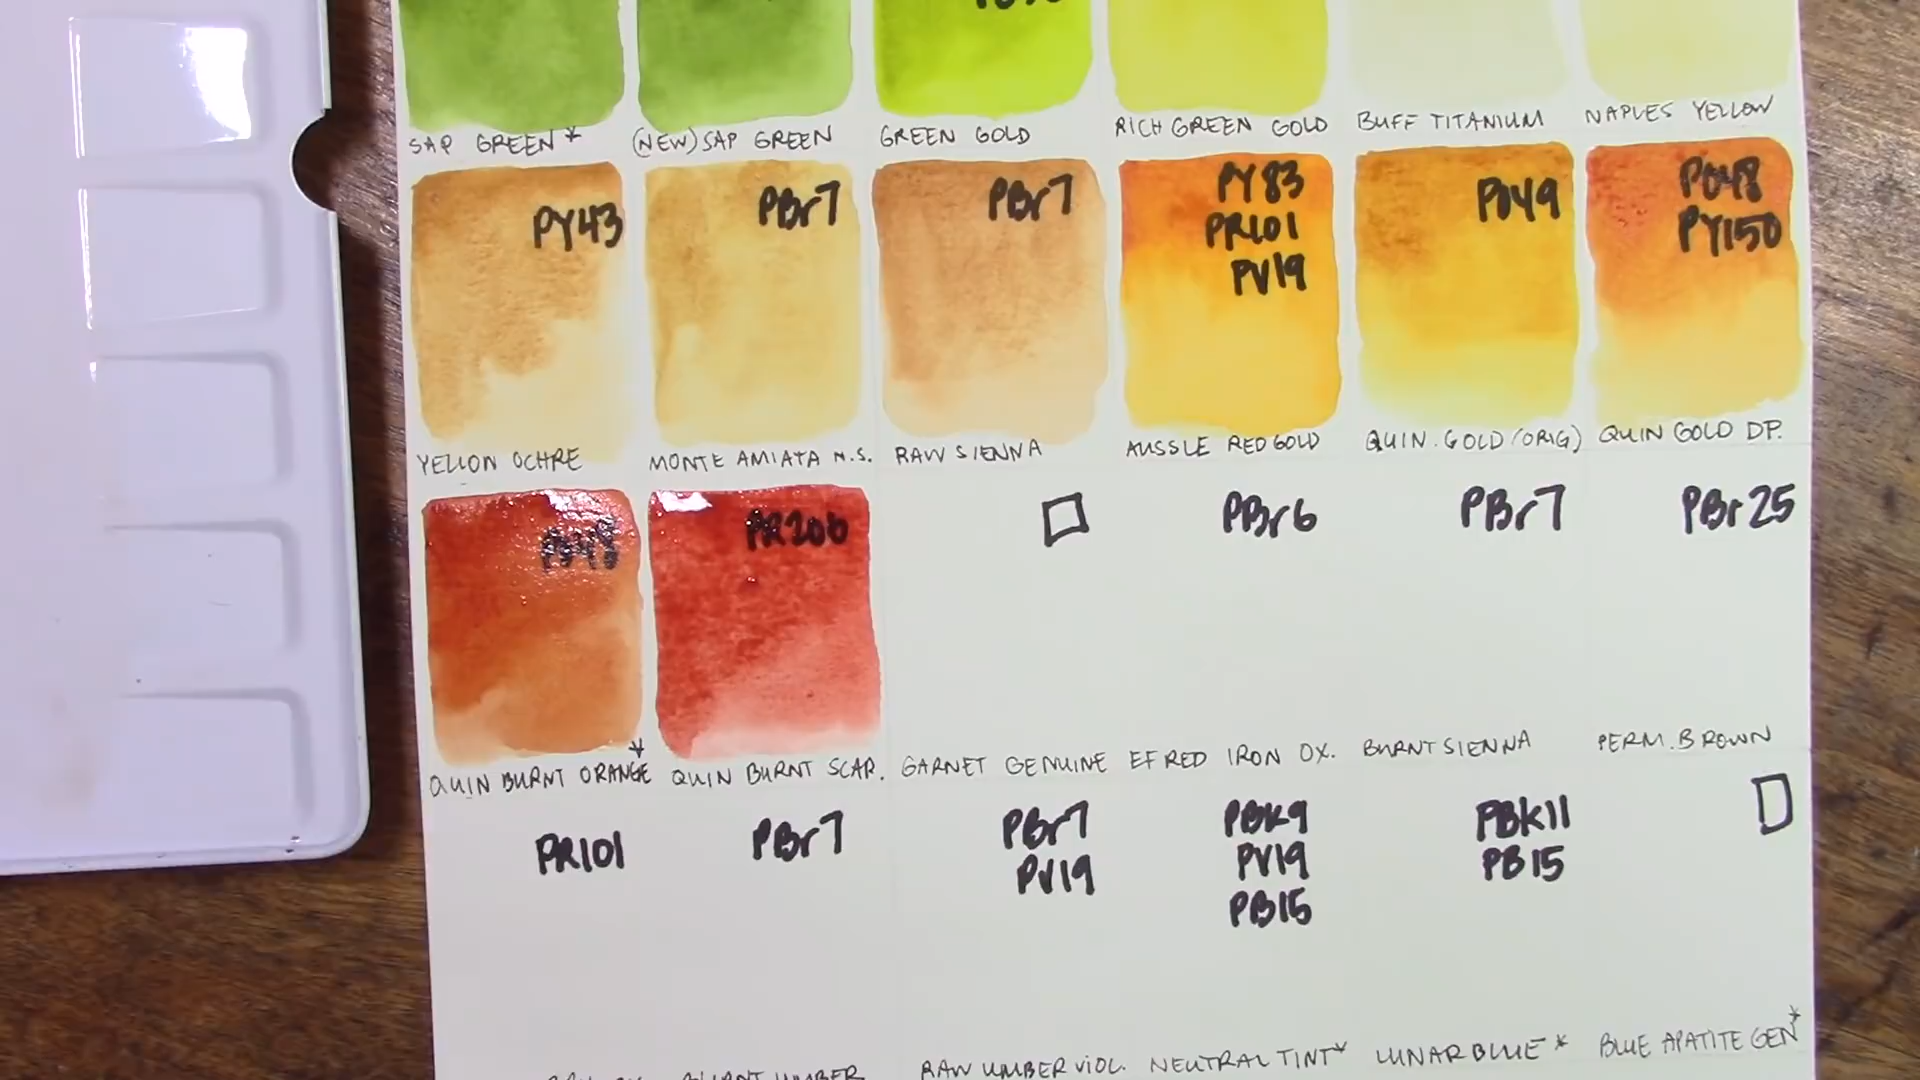 SAP GREEN*
(NEW) SAP GREEN
GREEN GOLD
RICH GREEN GOLD
BUFF TITANIUM
NAPLES YELLOW
PY43
PBr7
PBr7
PY83
PR101
PV19
PO49
PO48
PY150
YELLOW OCHRE
MONTE AMIATA N.S.
RAW SIENNA
AUSSIE RED GOLD
QUIN. GOLD (ORIG)
QUIN GOLD DP.
PO48
PR206
PBr6
PBr7
PBr25
QUIN BURNT ORANGE*
QUIN BURNT SCAR.
GARNET GENUINE
EF RED IRON OX.
BURNT SIENNA
PERM. BROWN
PR101
PBr7
PBr7
PV19
PBK9
PV19
PB15
PBK11
PB15
BURNT UMBER
RAW UMBER VIOL.
NEUTRAL TINT*
LUNAR BLUE*
BLUE APATITE GEN*